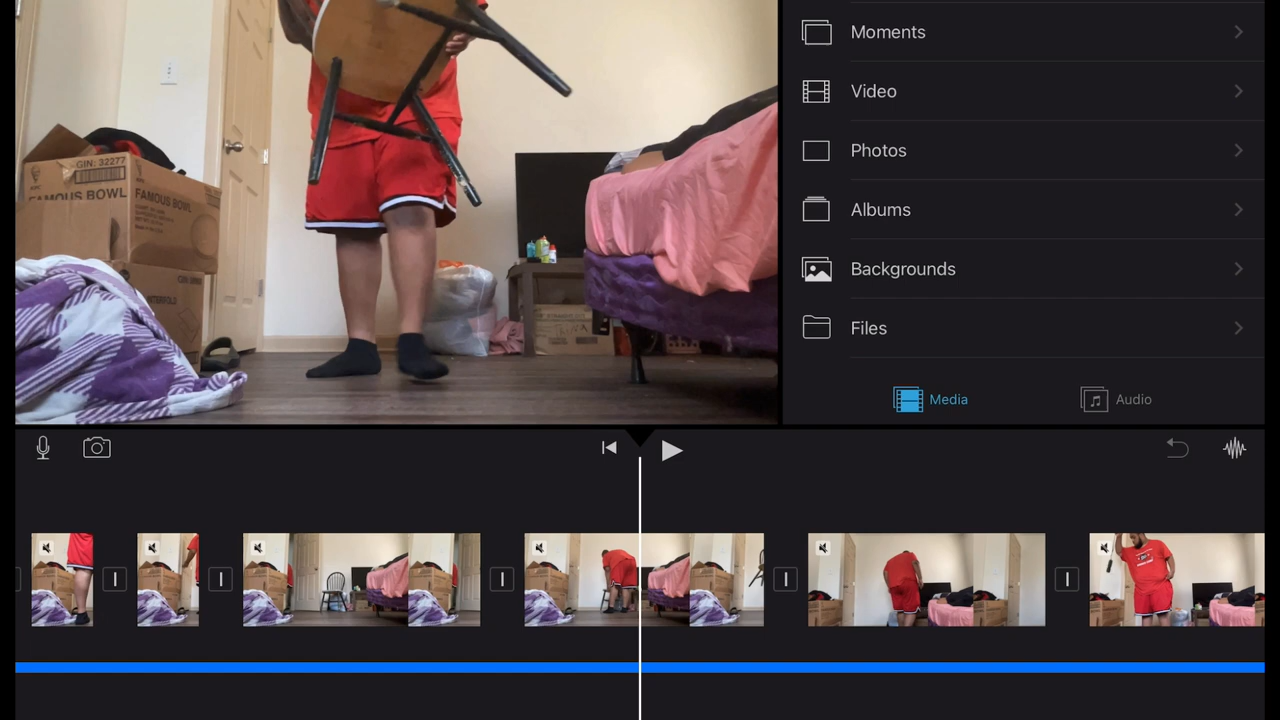 Moments
Video
Photos
Albums
Backgrounds
Files
Media
Audio
GIN: 32277
FAMOUS BOWL
FAMOUS BOWL